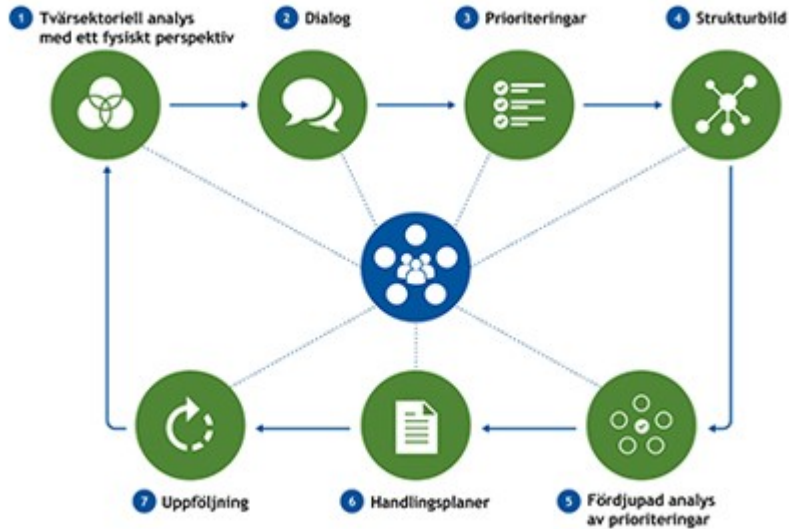 1 Tvärsektoriell analys
med ett fysiskt perspektiv
2 Dialog
3 Prioriteringar
4 Strukturbild
7 Uppföljning
6 Handlingsplaner
5 Fördjupad analys
av prioriteringar